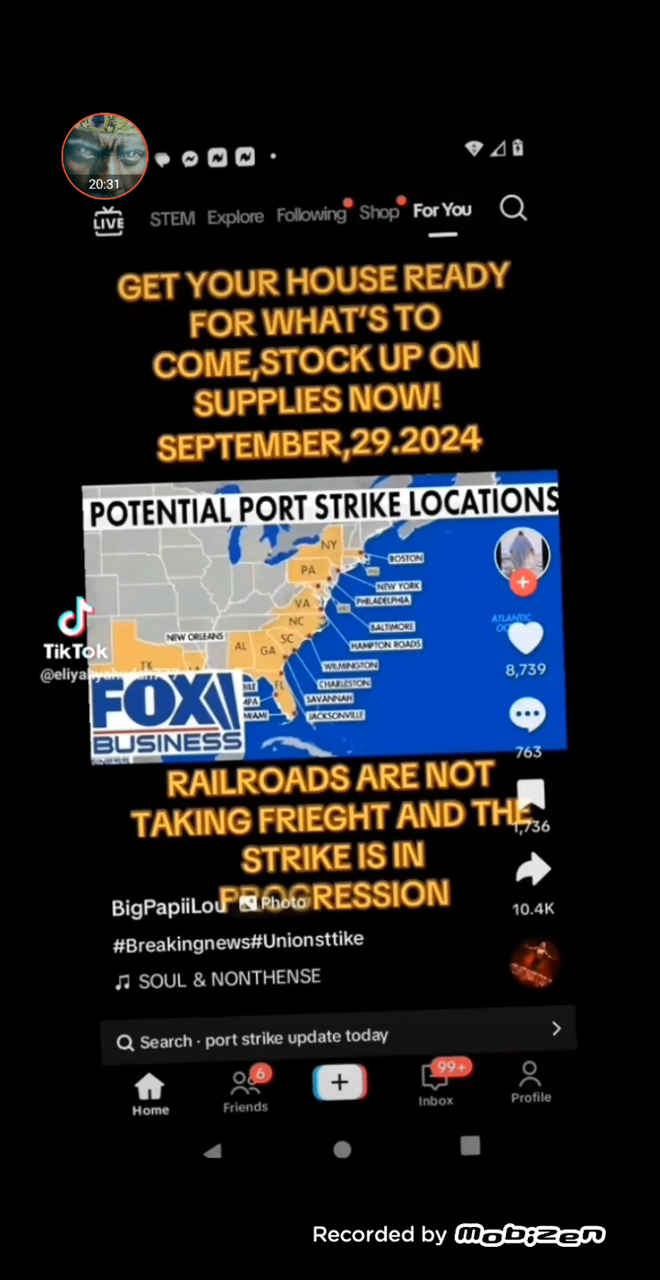 20:31
LIVE
STEM Explore Following Shop For You
GET YOUR HOUSE READY
FOR WHAT'S TO
COME,STOCK UP ON
SUPPLIES NOW!
SEPTEMBER,29.2024
POTENTIAL PORT STRIKE LOCATIONS
NY
BOSTON
PA
NEW YORK
PHILADELPHIA
VA
BALTIMORE
NC
HAMPTON ROADS
NEW ORLEANS
AL
GA
SC
WILMINGTON
TX
CHARLESTON
FL
SAVANNAH
JACKSONVILLE
MIAMI
ATLANTIC
FOX
BUSINESS
TikTok
8,739
763
1,736
10.4K
RAILROADS ARE NOT
TAKING FRIEGHT AND THE
STRIKE IS IN
PROGRESSION
BigPapiiLou Photo
#Breakingnews#Unionsttike
SOUL & NONTHENSE
Search · port strike update today
6
99+
Home
Friends
Inbox
Profile
Recorded by mobizen